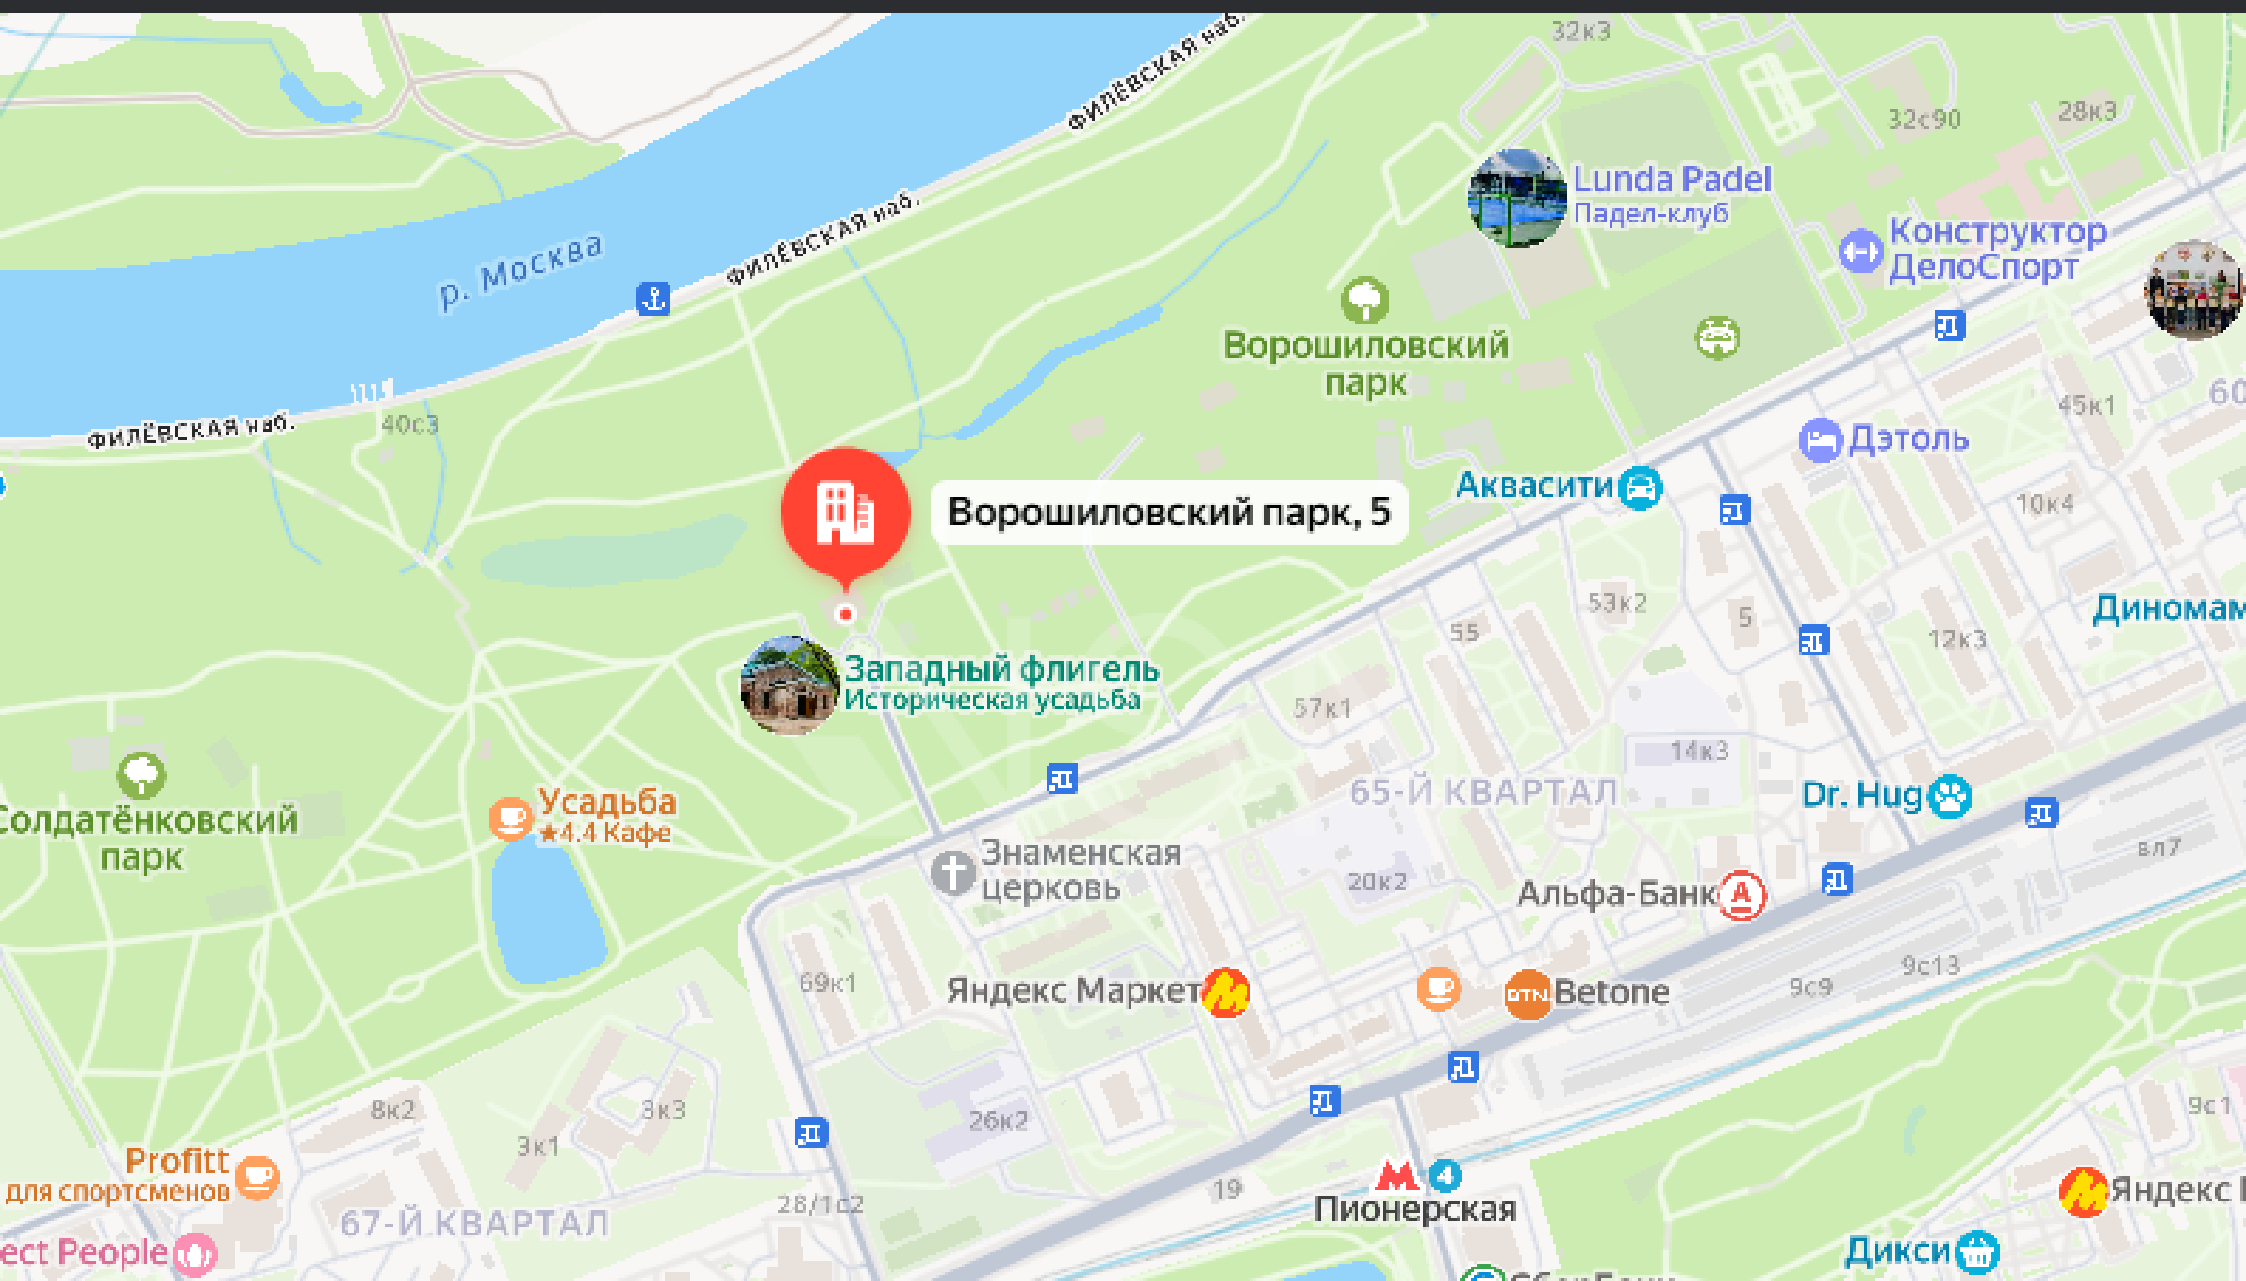 32к3
ФИЛЁВСКАЯ наб.
28к3
32с90
Lunda Padel
Падел-клуб
Конструктор
ДелоСпорт
ФИЛЁВСКАЯ наб.
р. Москва
Ворошиловский
парк
45к1
60
40с3
ФИЛЁВСКАЯ наб.
Дэтоль
Аквасити
10к4
Ворошиловский парк, 5
53к2
5
55
12к3
Диномам
Западный флигель
Историческая усадьба
57к1
14к3
65-Й КВАРТАЛ
Dr. Hug
Усадьба
★4.4 Кафе
Солдатёнковский
парк
вл7
Знаменская
церковь
20к2
Альфа-Банк
А
69к1
Яндекс Маркет
BTN
Betone
9с13
9с9
8к2
3к3
3к1
26к2
9с1
Profitt
для спортсменов
4
19
Пионерская
28/1с2
Яндекс
67-Й КВАРТАЛ
ect People
Дикси